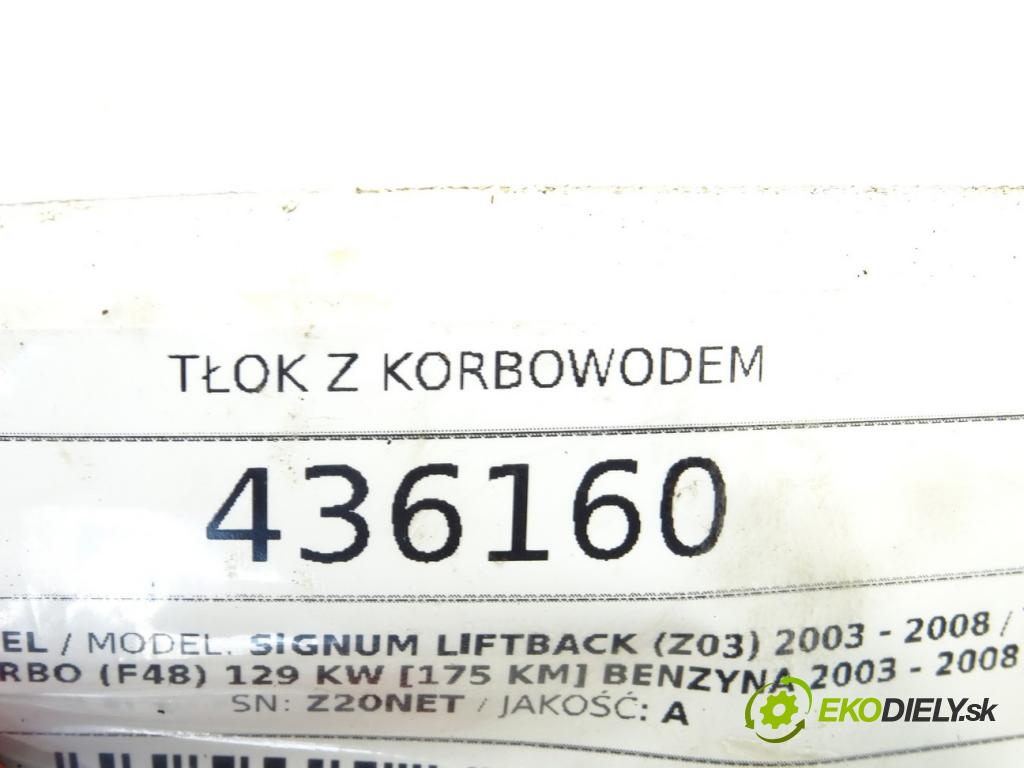 TŁOK Z KORBOWODEM
436160
EL / MODEL: SIGNUM LIFTBACK (Z03) 2003 - 2008 /
RBO (F48) 129 KW [175 KM] BENZYNA 2003 - 2008
SN: Z20NET / JAKOŚĆ: A
EKODIELY.sk